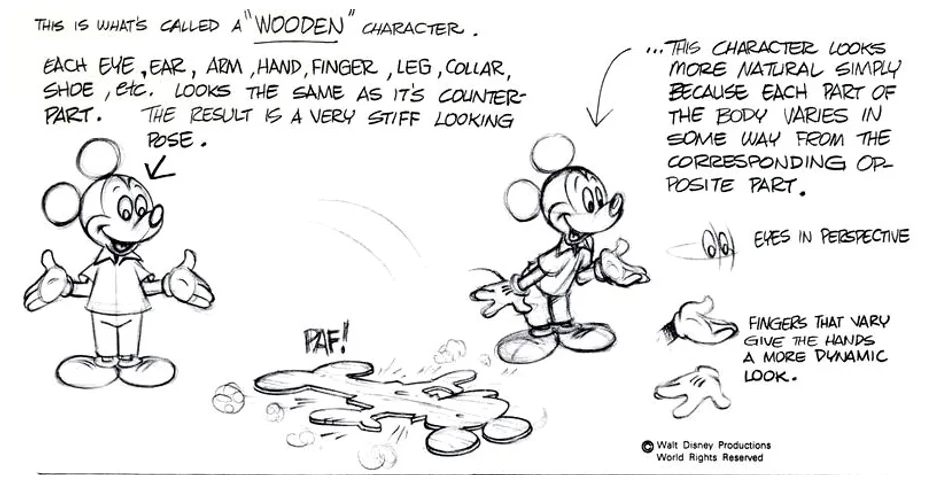 THIS IS WHAT'S CALLED A "WOODEN" CHARACTER.
EACH EYE, EAR, ARM, HAND, FINGER, LEG, COLLAR,
SHOE, etc. LOOKS THE SAME AS IT'S COUNTER-
PART. THE RESULT IS A VERY STIFF LOOKING
POSE.
...THIS CHARACTER LOOKS
MORE NATURAL SIMPLY
BECAUSE EACH PART OF
THE BODY VARIES IN
SOME WAY FROM THE
CORRESPONDING OP-
POSITE PART.
EYES IN PERSPECTIVE
PAF!
FINGERS THAT VARY
GIVE THE HANDS
A MORE DYNAMIC
LOOK.
© Walt Disney Productions
World Rights Reserved